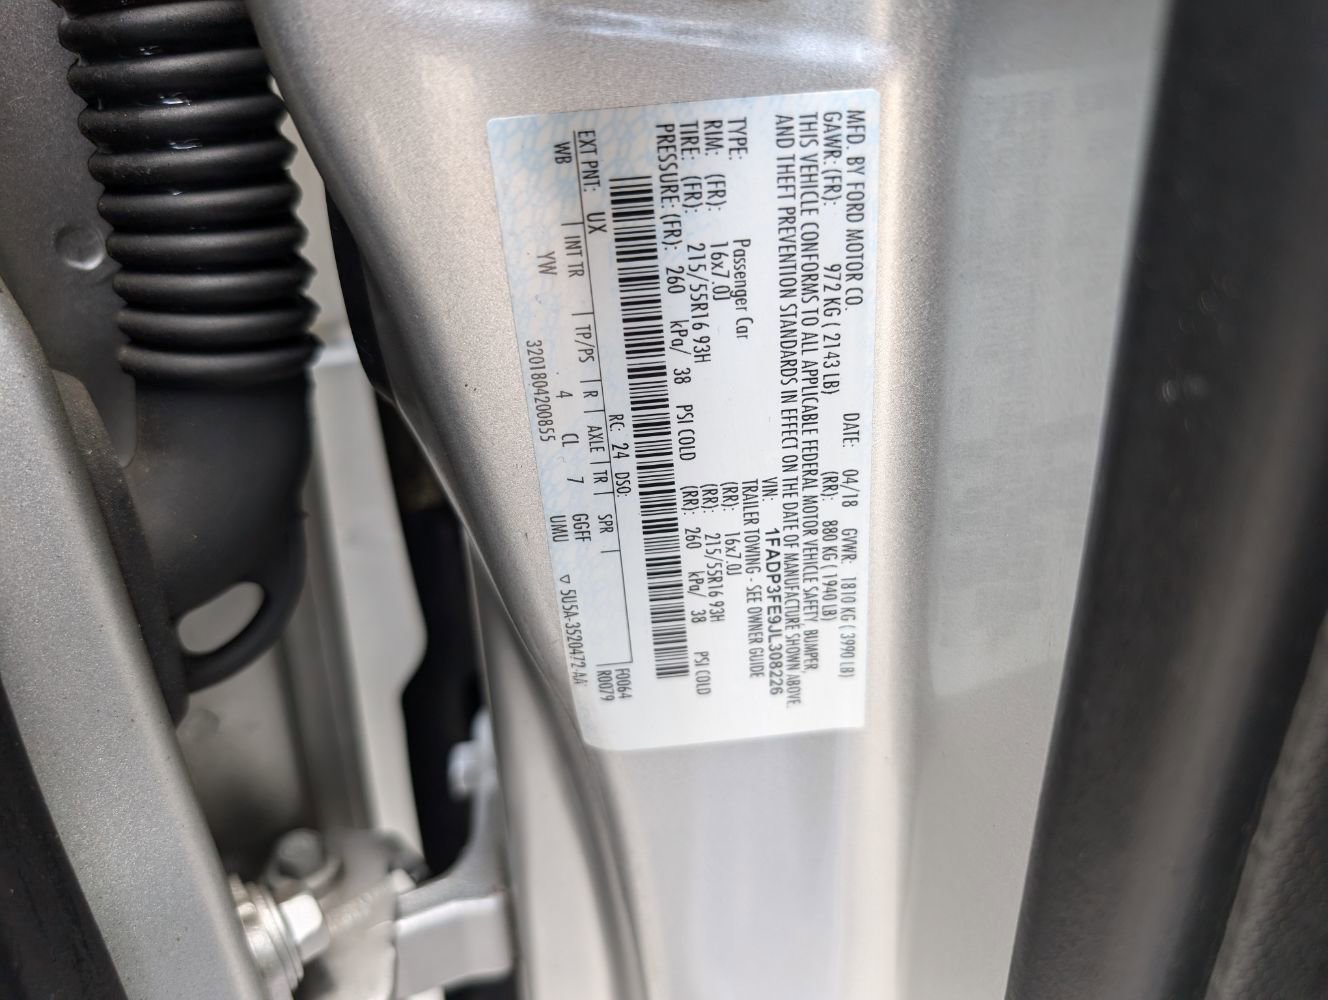 MFD. BY FORD MOTOR CO. DATE: 04/18 GVWR: 1810 KG ( 3990 LB)
GAWR: (FR): 972 KG ( 2143 LB) (RR): 880 KG ( 1940 LB)
THIS VEHICLE CONFORMS TO ALL APPLICABLE FEDERAL MOTOR VEHICLE SAFETY, BUMPER,
AND THEFT PREVENTION STANDARDS IN EFFECT ON THE DATE OF MANUFACTURE SHOWN ABOVE.
VIN: 1FADP3FE9JL308226
TYPE: Passenger Car TRAILER TOWING - SEE OWNER GUIDE
RIM: (FR): 16x7.0J (RR): 16x7.0J
TIRE: (FR): 215/55R16 93H (RR): 215/55R16 93H
PRESSURE: (FR): 260 kPa/ 38 PSI COLD (RR): 260 kPa/ 38 PSI COLD
F0064
EXT PNT: UX RC: 24 DSO: R0079
WB | INT TR | TP/PS | R | AXLE | TR | SPR |
YW 4 CL 7 GGFF
3201804200855 UMU ▽ 5U5A-3520472-AA